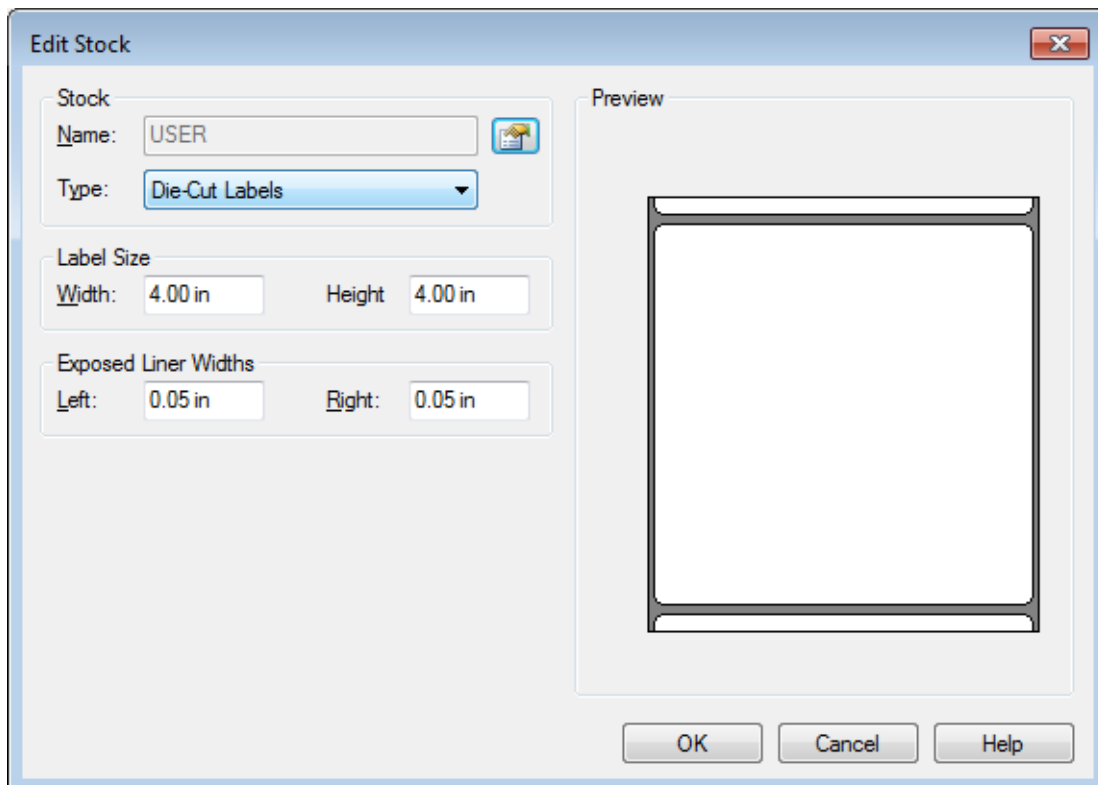 Edit Stock
Stock
Name: USER
Type: Die-Cut Labels
Label Size
Width: 4.00 in Height 4.00 in
Exposed Liner Widths
Left: 0.05 in Right: 0.05 in
Preview
OK Cancel Help